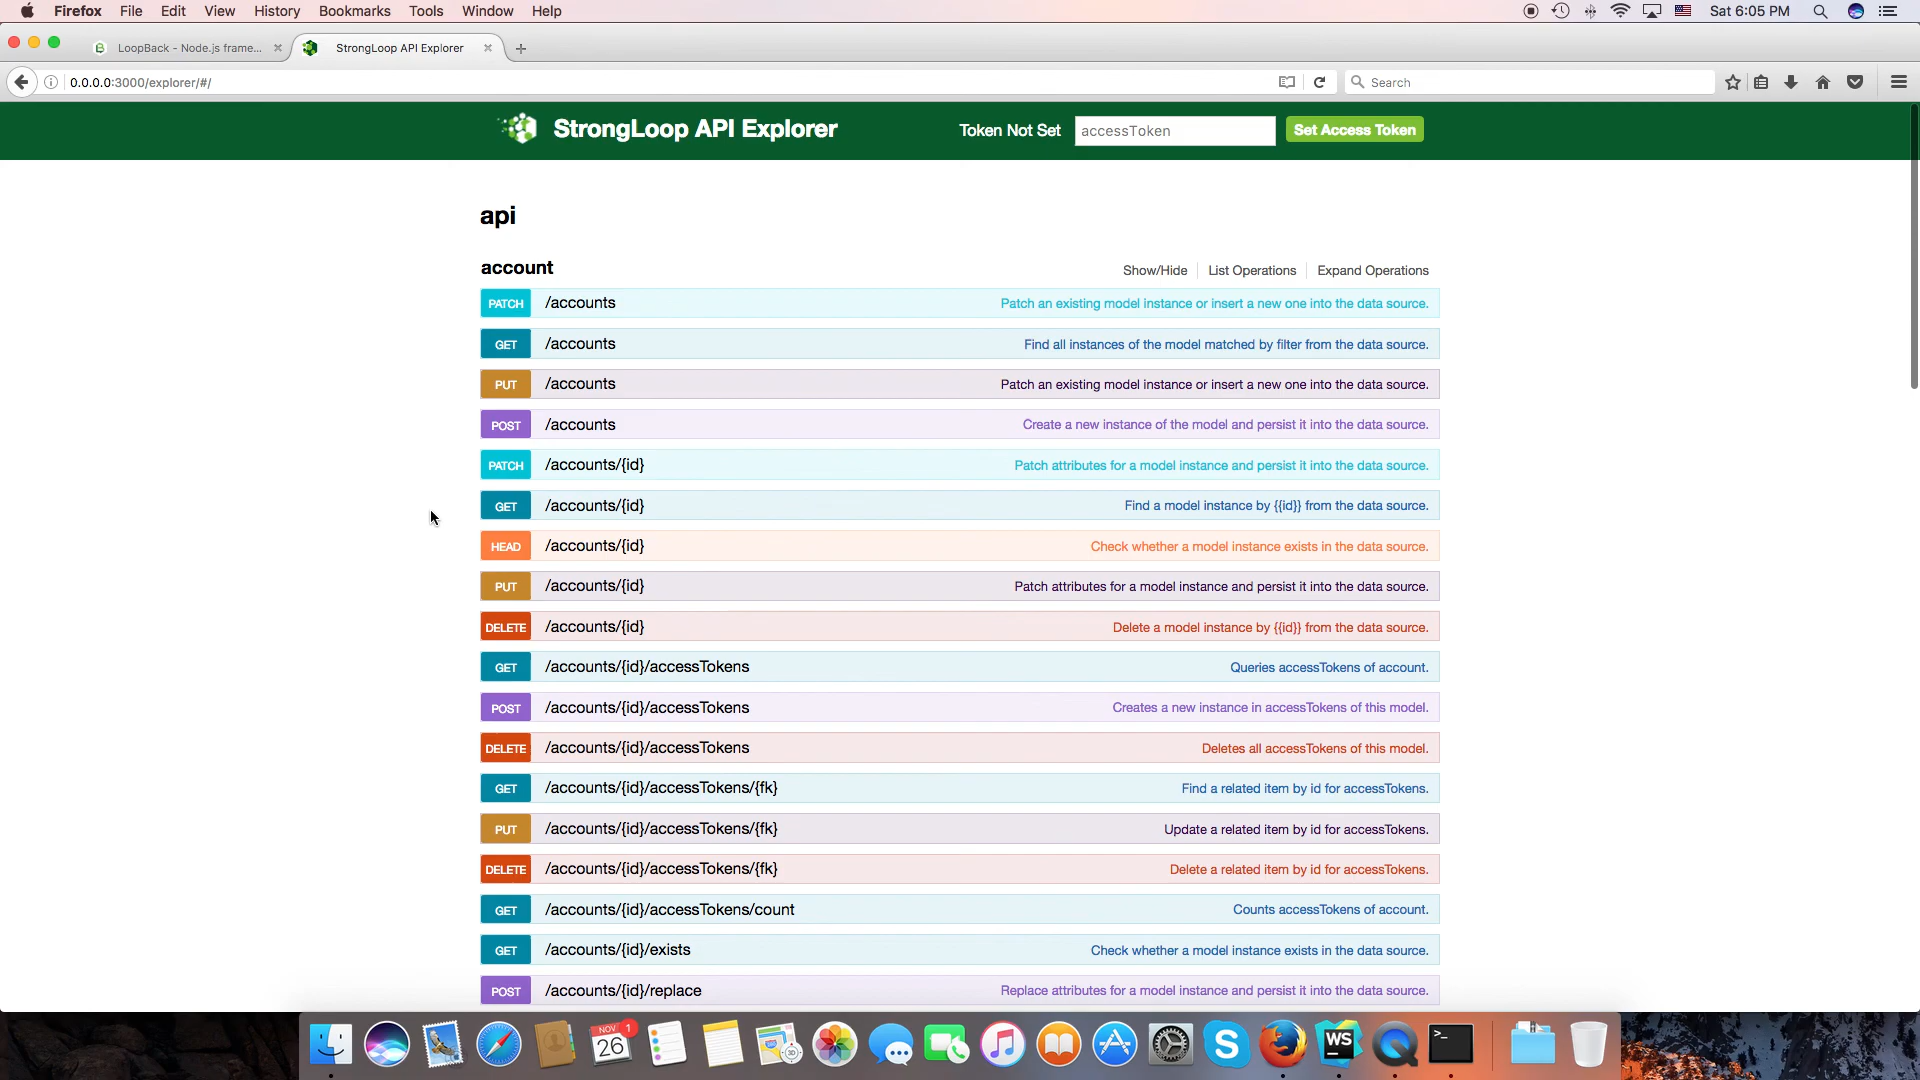 Firefox File Edit View History Bookmarks Tools Window Help Sat 6:05 PM
LoopBack - Node.js frame... StrongLoop API Explorer
0.0.0.0:3000/explorer/#/ Search
StrongLoop API Explorer Token Not Set accessToken Set Access Token
api
account Show/Hide List Operations Expand Operations
PATCH /accounts Patch an existing model instance or insert a new one into the data source.
GET /accounts Find all instances of the model matched by filter from the data source.
PUT /accounts Patch an existing model instance or insert a new one into the data source.
POST /accounts Create a new instance of the model and persist it into the data source.
PATCH /accounts/{id} Patch attributes for a model instance and persist it into the data source.
GET /accounts/{id} Find a model instance by {{id}} from the data source.
HEAD /accounts/{id} Check whether a model instance exists in the data source.
PUT /accounts/{id} Patch attributes for a model instance and persist it into the data source.
DELETE /accounts/{id} Delete a model instance by {{id}} from the data source.
GET /accounts/{id}/accessTokens Queries accessTokens of account.
POST /accounts/{id}/accessTokens Creates a new instance in accessTokens of this model.
DELETE /accounts/{id}/accessTokens Deletes all accessTokens of this model.
GET /accounts/{id}/accessTokens/{fk} Find a related item by id for accessTokens.
PUT /accounts/{id}/accessTokens/{fk} Update a related item by id for accessTokens.
DELETE /accounts/{id}/accessTokens/{fk} Delete a related item by id for accessTokens.
GET /accounts/{id}/accessTokens/count Counts accessTokens of account.
GET /accounts/{id}/exists Check whether a model instance exists in the data source.
POST /accounts/{id}/replace Replace attributes for a model instance and persist it into the data source.
NOV 26 1 3D S WS >_